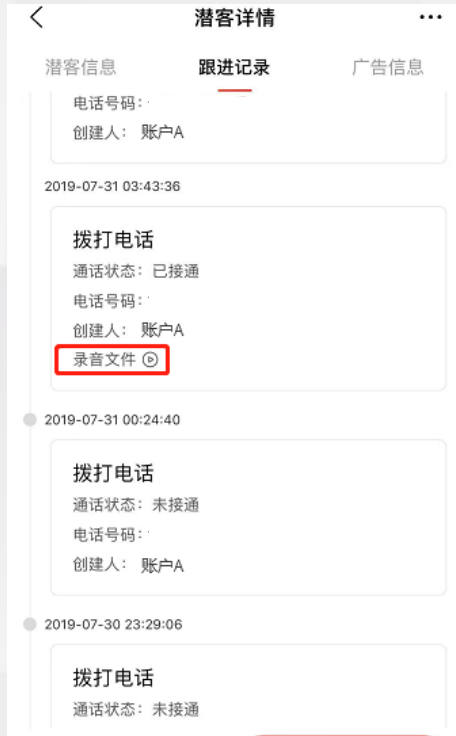 潜客详情
潜客信息 跟进记录 广告信息
电话号码：
创建人： 账户A
2019-07-31 03:43:36
拨打电话
通话状态：已接通
电话号码：
创建人： 账户A
录音文件
2019-07-31 00:24:40
拨打电话
通话状态：未接通
电话号码：
创建人： 账户A
2019-07-30 23:29:06
拨打电话
通话状态：未接通